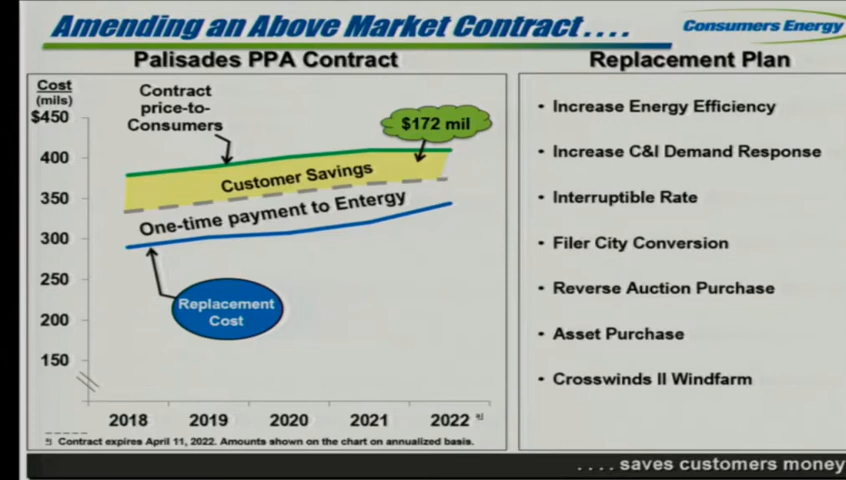 Amending an Above Market Contract . . . .
Consumers Energy
Palisades PPA Contract
Replacement Plan
Cost
(mils)
$450
400
350
300
250
200
150
Contract
price-to-
Consumers
$172 mil
Customer Savings
One-time payment to Entergy
Replacement
Cost
2018 2019 2020 2021 2022 a)
a) Contract expires April 11, 2022. Amounts shown on the chart on annualized basis.
• Increase Energy Efficiency
• Increase C&I Demand Response
• Interruptible Rate
• Filer City Conversion
• Reverse Auction Purchase
• Asset Purchase
• Crosswinds II Windfarm
. . . . saves customers money